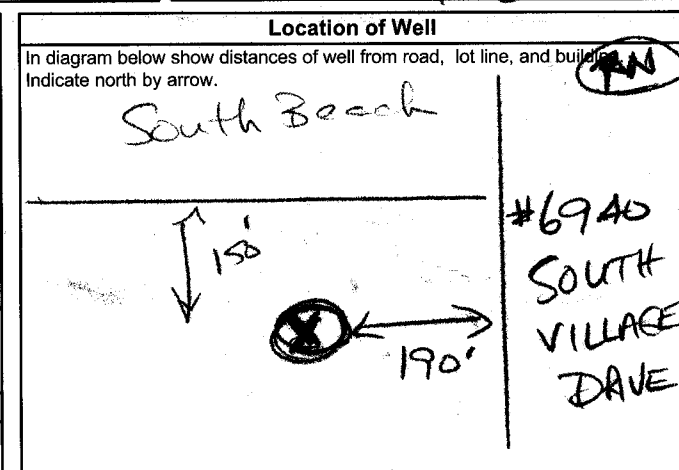 Location of Well
In diagram below show distances of well from road, lot line, and building.
Indicate north by arrow.
N
South Beach
150'
X
190'
#6940
SOUTH
VILLAGE
DAVE